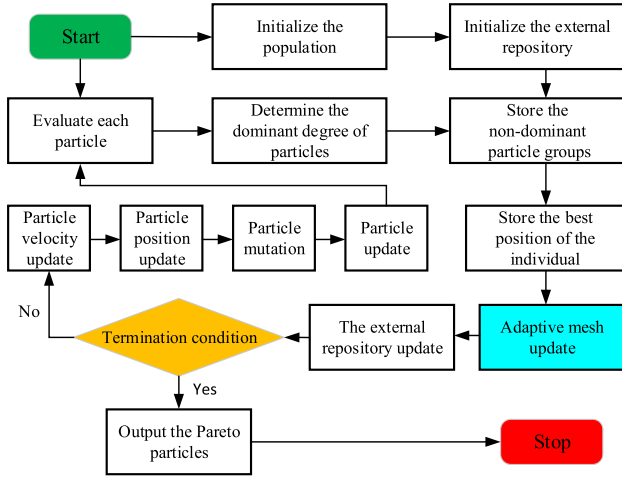 Start
Initialize the
population
Initialize the external
repository
Evaluate each
particle
Determine the
dominant degree of
particles
Store the
non-dominant
particle groups
Particle
velocity
update
Particle
position
update
Particle
mutation
Particle
update
Store the best
position of the
individual
No
Termination condition
The external
repository update
Adaptive mesh
update
Yes
Output the Pareto
particles
Stop